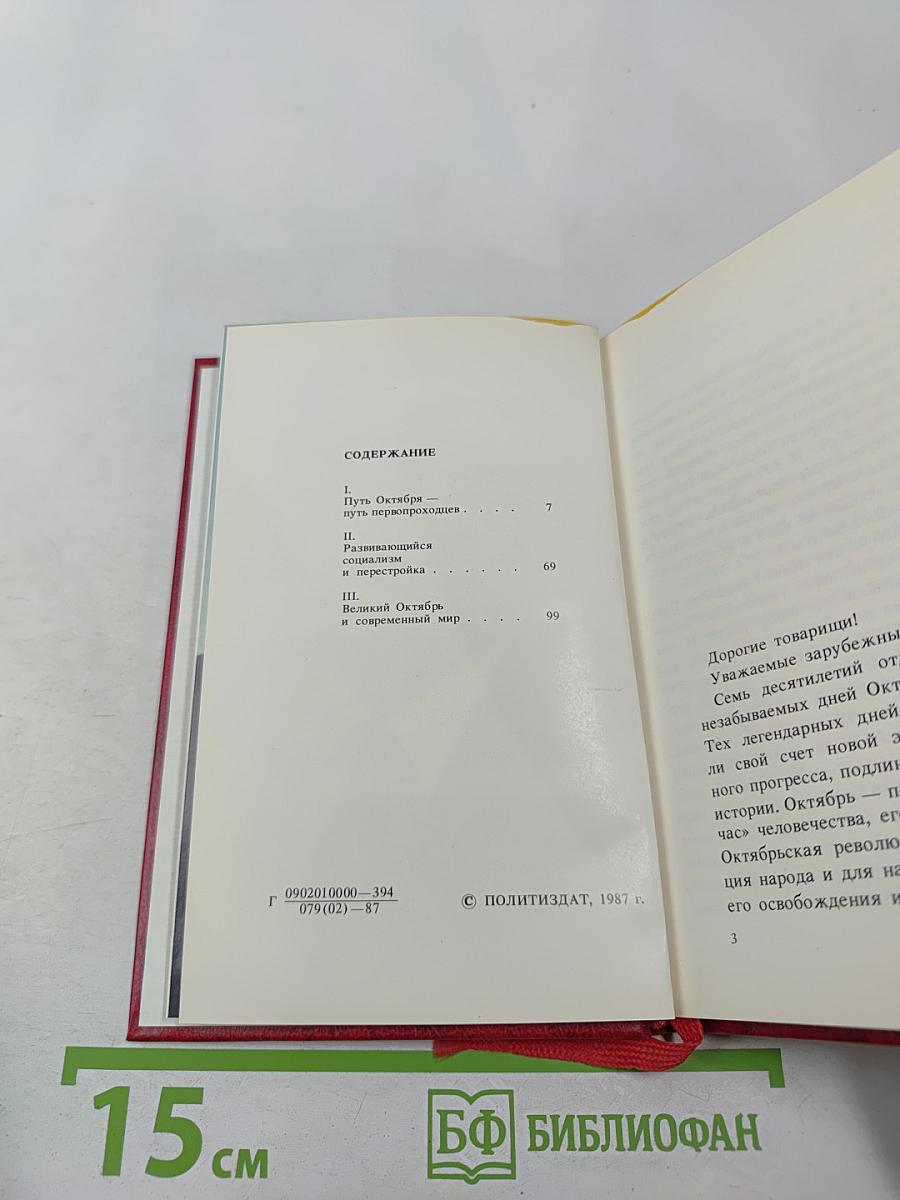 СОДЕРЖАНИЕ
I.
Путь Октября —
путь первопроходцев . . . . 7
II.
Развивающийся
социализм
и перестройка . . . . . . 69
III.
Великий Октябрь
и современный мир . . . . 99
Г 0902010000—394
079(02)—87
© ПОЛИТИЗДАТ, 1987 г.
Дорогие товарищи!
Уважаемые зарубежны
Семь десятилетий от
незабываемых дней Окт
Тех легендарных дней,
ли свой счет новой э
ного прогресса, подлин
истории. Октябрь — п
час» человечества, ег
Октябрьская револю
ция народа и для на
его освобождения и
3
15 см
БФ БИБЛИОФАН